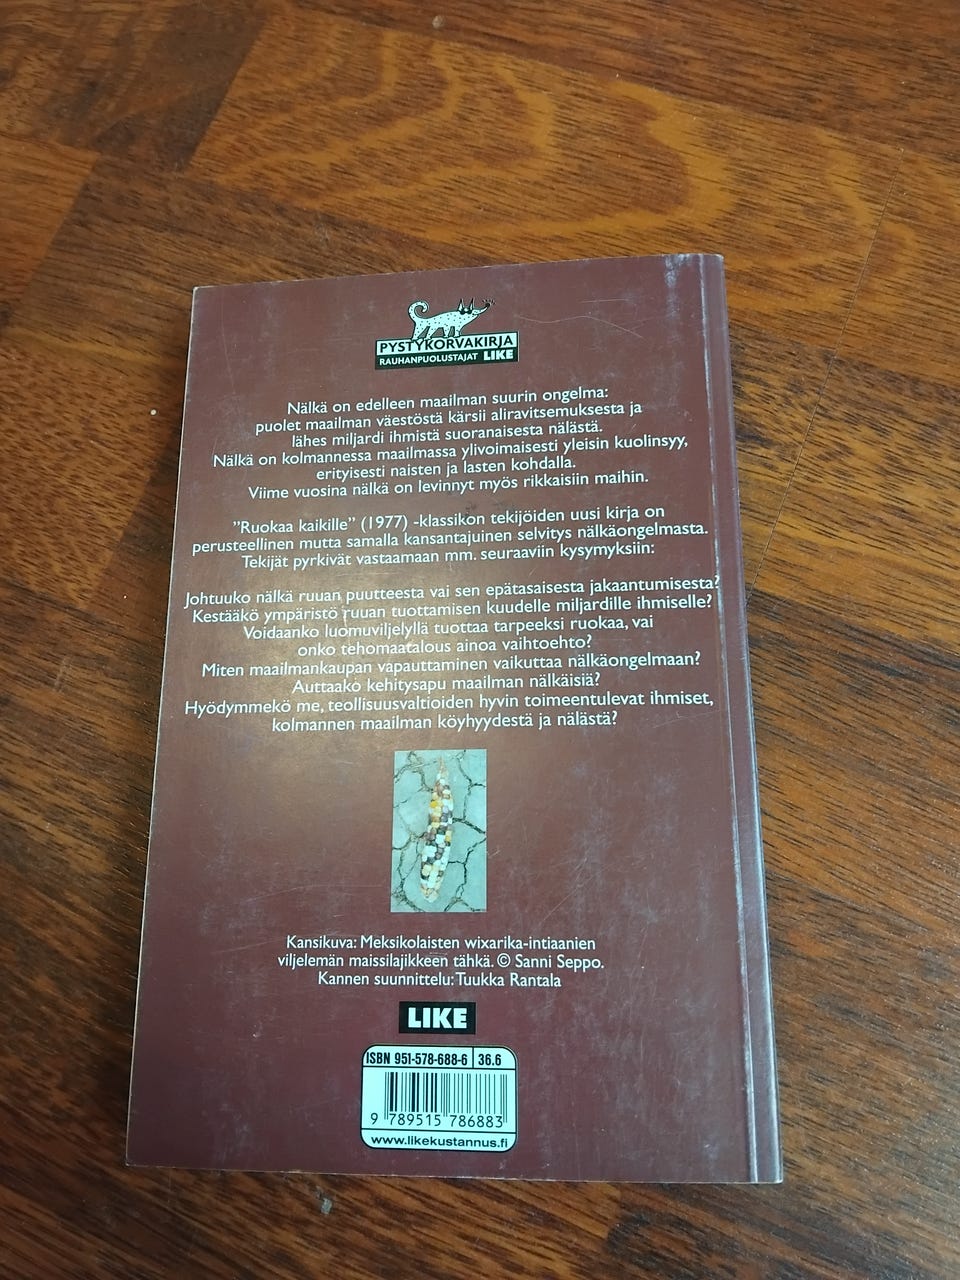 PYSTYKORVAKIRJA
RAUHANPUOLUSTAJAT LIKE
Nälkä on edelleen maailman suurin ongelma:
puolet maailman väestöstä kärsii aliravitsemuksesta ja
lähes miljardi ihmistä suoranaisesta nälästä.
Nälkä on kolmannessa maailmassa ylivoimaisesti yleisin kuolinsyy,
erityisesti naisten ja lasten kohdalla.
Viime vuosina nälkä on levinnyt myös rikkaisiin maihin.
"Ruokaa kaikille" (1977) -klassikon tekijöiden uusi kirja on
perusteellinen mutta samalla kansantajuinen selvitys nälkäongelmasta.
Tekijät pyrkivät vastaamaan mm. seuraaviin kysymyksiin:
Johtuuko nälkä ruuan puutteesta vai sen epätasaisesta jakaantumisesta?
Kestääkö ympäristö ruuan tuottamisen kuudelle miljardille ihmiselle?
Voidaanko luomuviljelyllä tuottaa tarpeeksi ruokaa, vai
onko tehomaatalous ainoa vaihtoehto?
Miten maailmankaupan vapauttaminen vaikuttaa nälkäongelmaan?
Auttaako kehitysapu maailman nälkäisiä?
Hyödymmekö me, teollisuusvaltioiden hyvin toimeentulevat ihmiset,
kolmannen maailman köyhyydestä ja nälästä?
Kansikuva: Meksikolaisten wixarika-intiaanien
viljelemän maissilajikkeen tähkä. © Sanni Seppo.
Kannen suunnittelu: Tuukka Rantala
LIKE
ISBN 951-578-688-6 36.6
9 789515 786883
www.likekustannus.fi